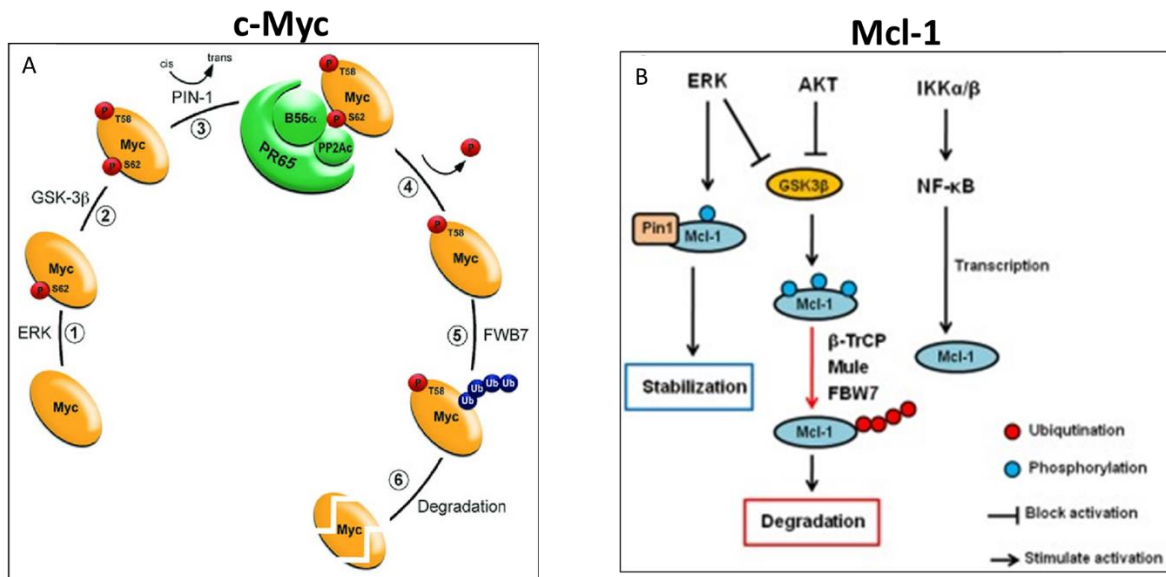 c-Myc
A
cis
trans
PIN-1
3
P
T58
Myc
P
S62
GSK-3β
2
Myc
P
S62
ERK
1
Myc
B56α
PR65
PP2Ac
P
T58
Myc
P
S62
P
4
P
T58
Myc
5
FWB7
P
T58
Myc
Ub
Ub
Ub
Ub
6
Degradation
Myc
Mcl-1
B
ERK
AKT
IKKα/β
GSK3β
NF-κB
Pin1
Mcl-1
Transcription
Mcl-1
β-TrCP
Mule
FBW7
Mcl-1
Stabilization
Mcl-1
Degradation
Ubiqutination
Phosphorylation
Block activation
Stimulate activation